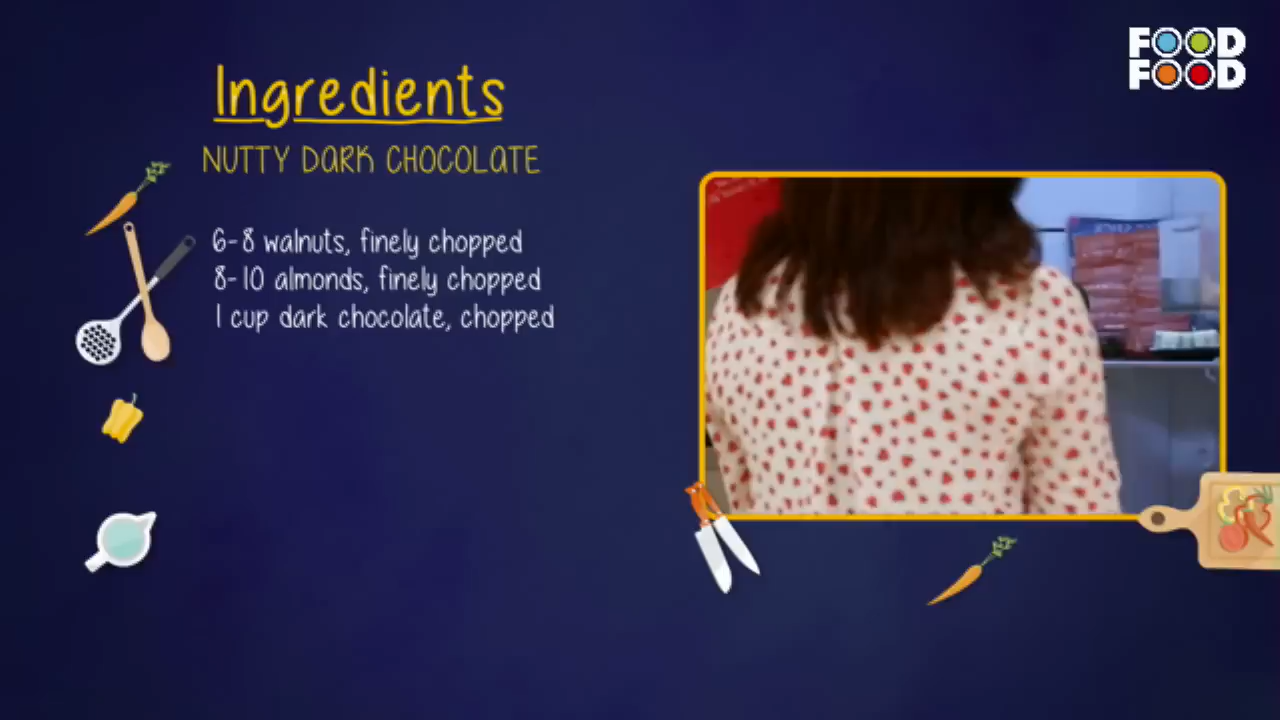 FOOD
FOOD
Ingredients
NUTTY DARK CHOCOLATE
6-8 walnuts, finely chopped
8-10 almonds, finely chopped
1 cup dark chocolate, chopped